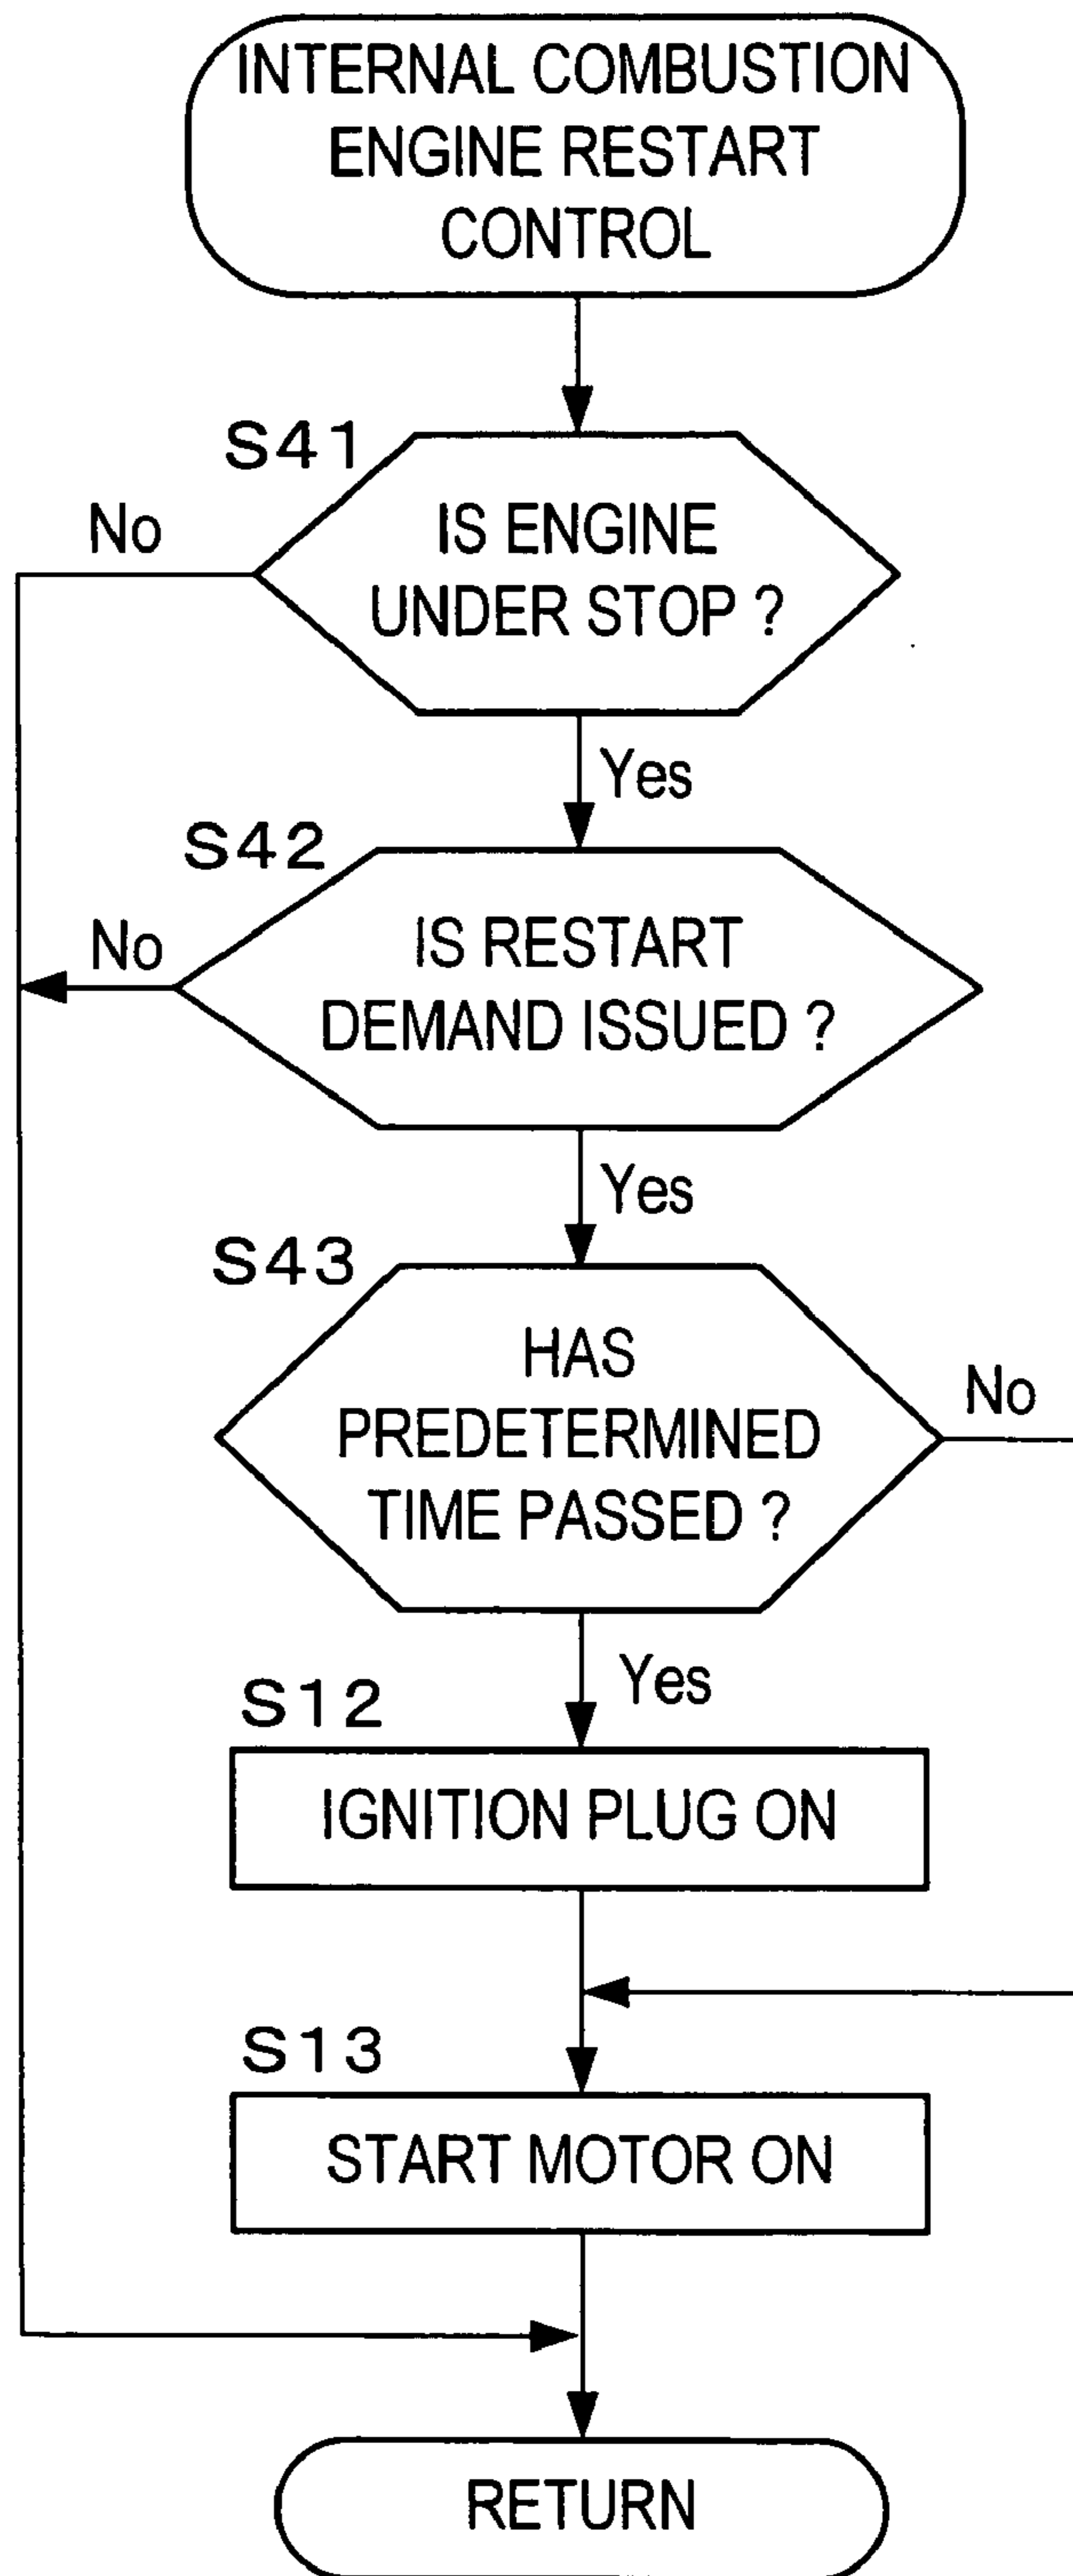 INTERNAL COMBUSTION
ENGINE RESTART
CONTROL
S41
No
IS ENGINE
UNDER STOP ?
Yes
S42
No
IS RESTART
DEMAND ISSUED ?
Yes
S43
HAS
PREDETERMINED
TIME PASSED ?
No
Yes
S12
IGNITION PLUG ON
S13
START MOTOR ON
RETURN